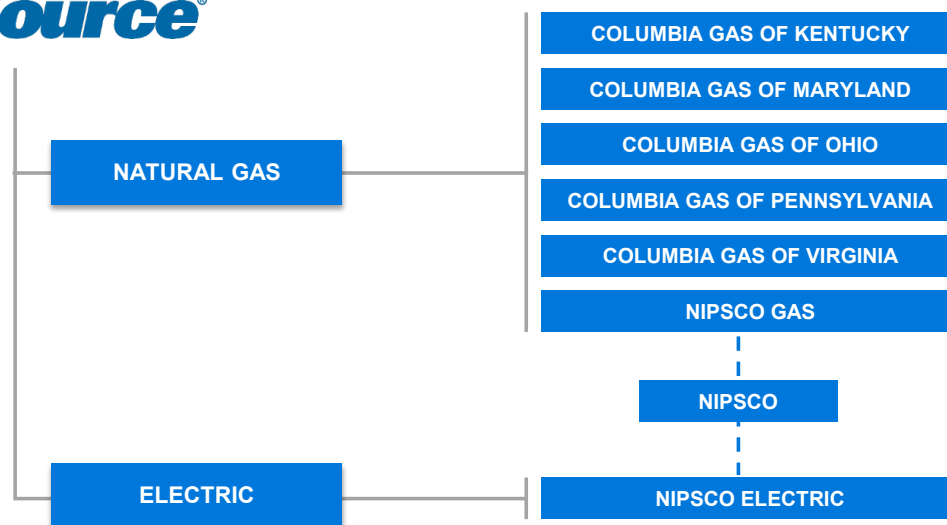 ource®
COLUMBIA GAS OF KENTUCKY
COLUMBIA GAS OF MARYLAND
NATURAL GAS
COLUMBIA GAS OF OHIO
COLUMBIA GAS OF PENNSYLVANIA
COLUMBIA GAS OF VIRGINIA
NIPSCO GAS
NIPSCO
ELECTRIC
NIPSCO ELECTRIC